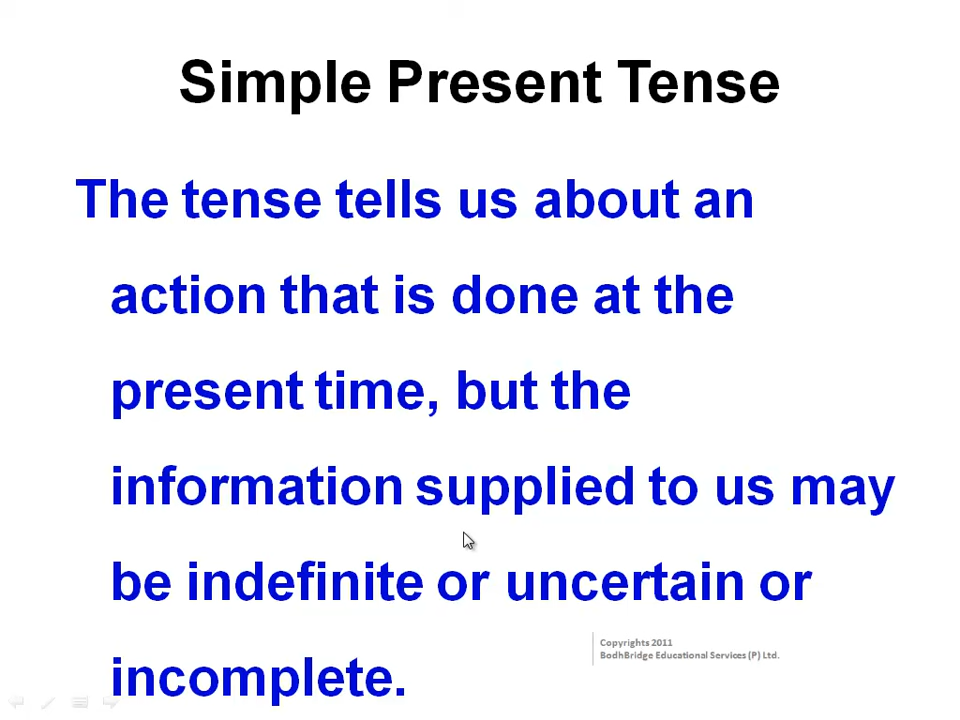 Simple Present Tense
The tense tells us about an
action that is done at the
present time, but the
information supplied to us may
be indefinite or uncertain or
incomplete.
Copyrights 2011
BodhBridge Educational Services (P) Ltd.